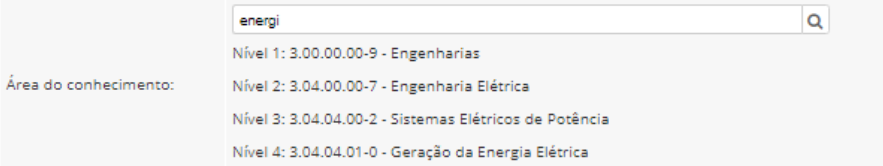 energi
Nível 1: 3.00.00.00-9 - Engenharias
Área do conhecimento:
Nível 2: 3.04.00.00-7 - Engenharia Elétrica
Nível 3: 3.04.04.00-2 - Sistemas Elétricos de Potência
Nível 4: 3.04.04.01-0 - Geração da Energia Elétrica